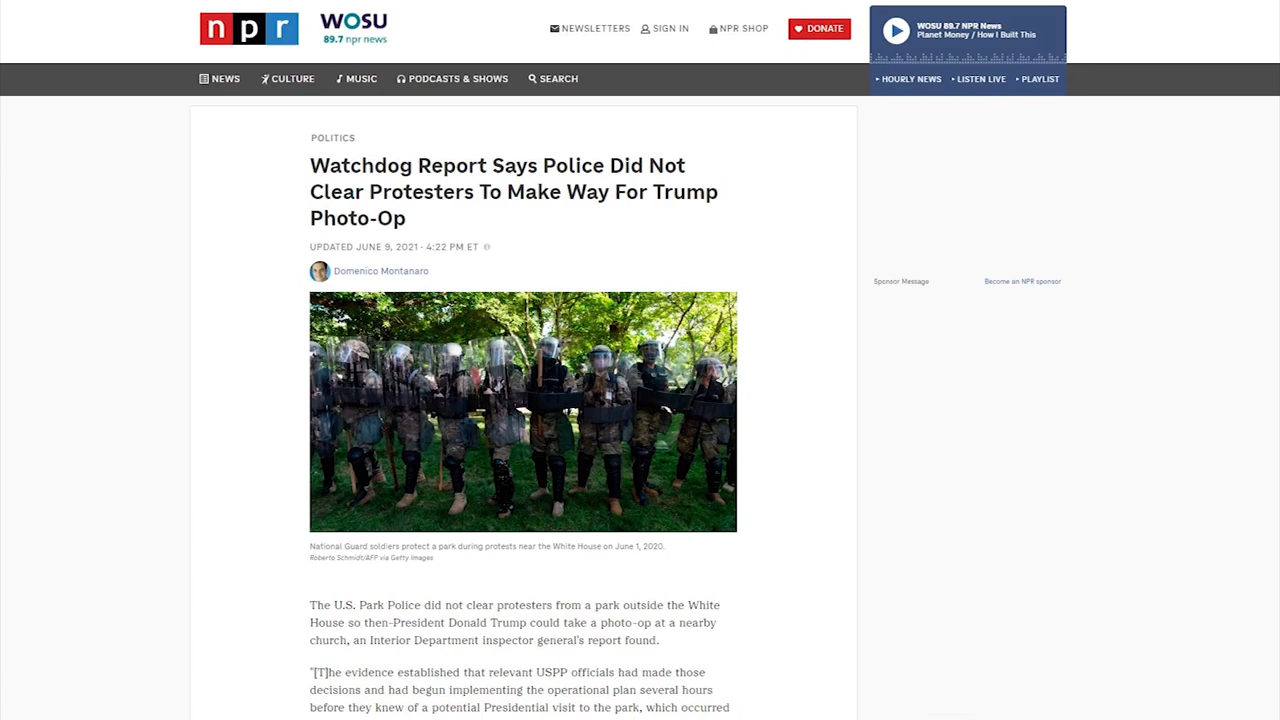 npr
WOSU
89.7 npr news
NEWSLETTERS
SIGN IN
NPR SHOP
DONATE
WOSU 89.7 NPR News
Planet Money / How I Built This
NEWS
CULTURE
MUSIC
PODCASTS & SHOWS
SEARCH
HOURLY NEWS
LISTEN LIVE
PLAYLIST
POLITICS
Watchdog Report Says Police Did Not
Clear Protesters To Make Way For Trump
Photo-Op
UPDATED JUNE 9, 2021 · 4:22 PM ET
Domenico Montanaro
Sponsor Message
Become an NPR sponsor
National Guard soldiers protect a park during protests near the White House on June 1, 2020.
Roberto Schmidt/AFP via Getty Images
The U.S. Park Police did not clear protesters from a park outside the White
House so then-President Donald Trump could take a photo-op at a nearby
church, an Interior Department inspector general's report found.
"[T]he evidence established that relevant USPP officials had made those
decisions and had begun implementing the operational plan several hours
before they knew of a potential Presidential visit to the park, which occurred